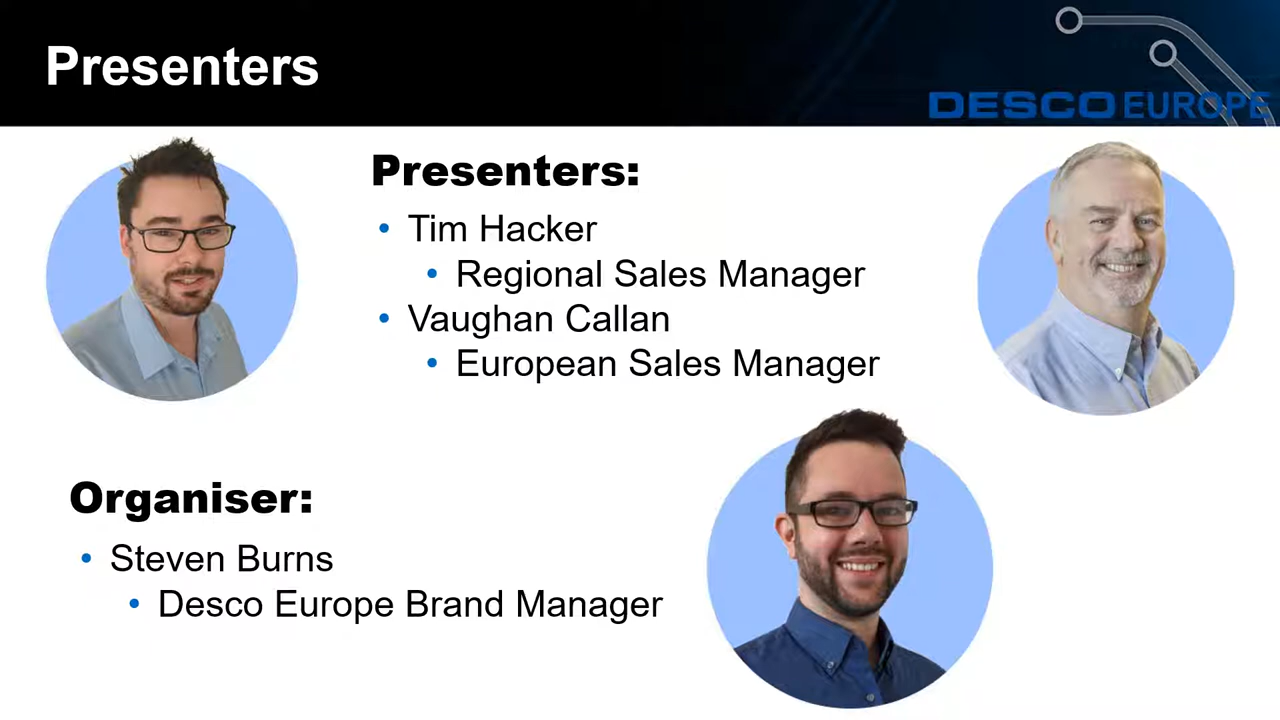 Presenters
DESCO EUROPE
Presenters:
• Tim Hacker
• Regional Sales Manager
• Vaughan Callan
• European Sales Manager
Organiser:
• Steven Burns
• Desco Europe Brand Manager